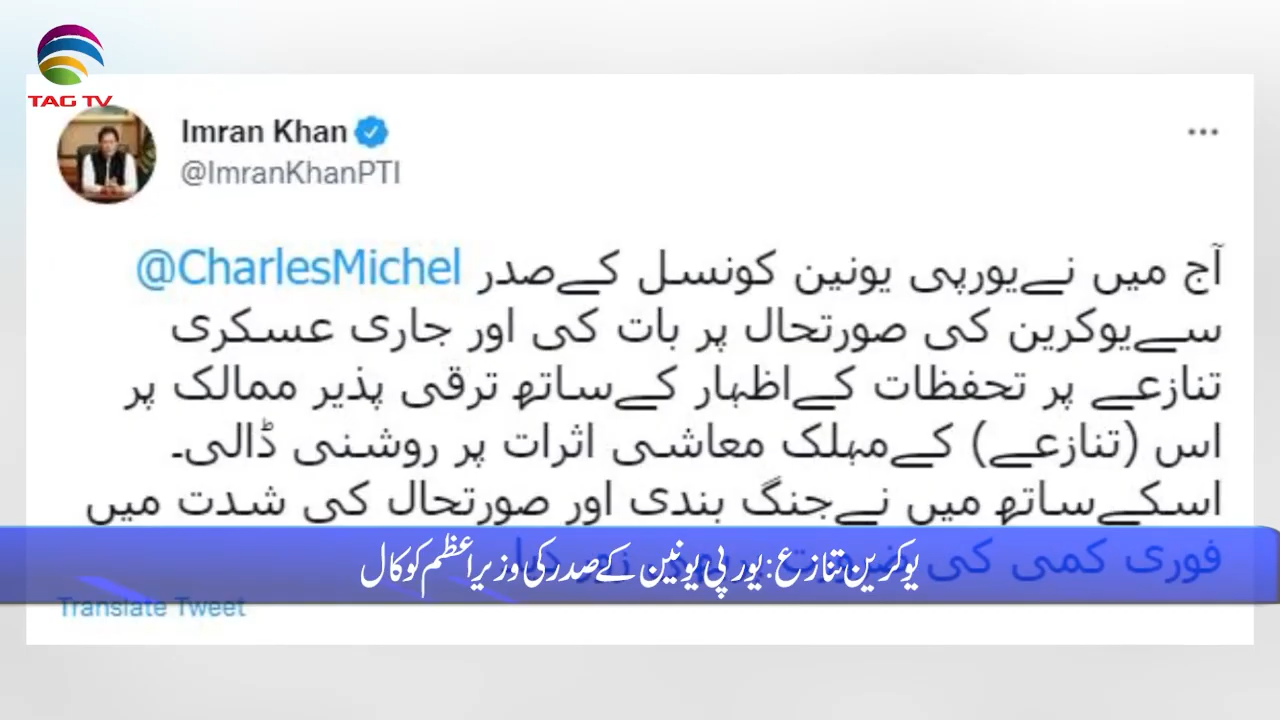 TAG TV
Imran Khan
@ImranKhanPTI
آج میں نےیورپی یونین کونسل کےصدر @CharlesMichel
سےیوکرین کی صورتحال پر بات کی اور جاری عسکری
تنازعے پر تحفظات کےاظہار کےساتھ ترقی پذیر ممالک پر
اس (تنازعے) کےمہلک معاشی اثرات پر روشنی ڈالی۔
اسکےساتھ میں نےجنگ بندی اور صورتحال کی شدت میں
فوری کمی کی ضرورت
یوکرین تنازع: یورپی یونین کے صدر کی وزیراعظم کو کال
Translate Tweet